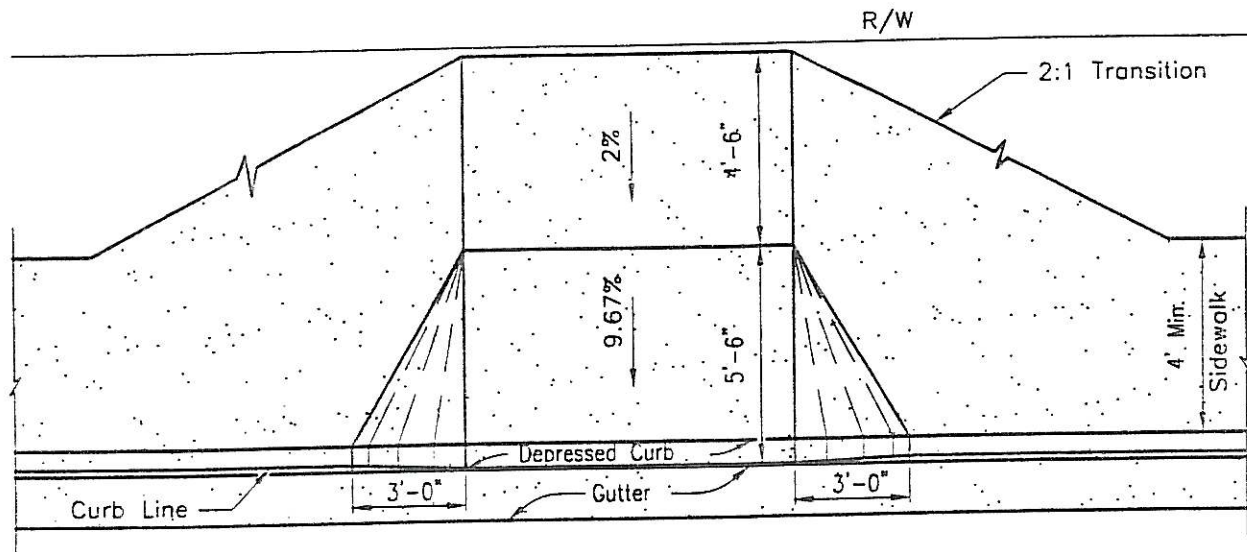 R/W
2:1 Transition
2%
4'-6"
9.67%
5'-6"
4' Min.
Sidewalk
Depressed Curb
3'-0"
Gutter
3'-0"
Curb Line